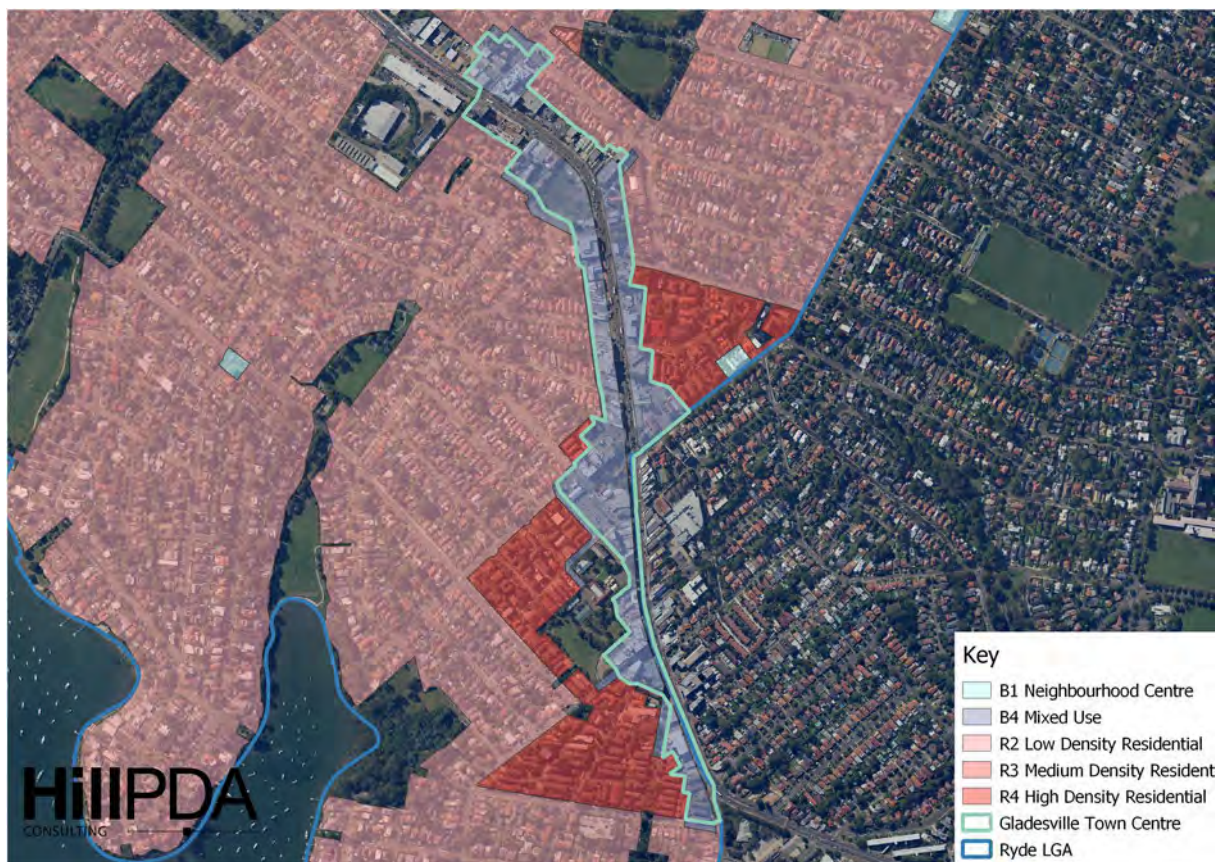 Key
B1 Neighbourhood Centre
B4 Mixed Use
R2 Low Density Residential
R3 Medium Density Resident
R4 High Density Residential
Gladesville Town Centre
Ryde LGA
HillPDA
CONSULTING